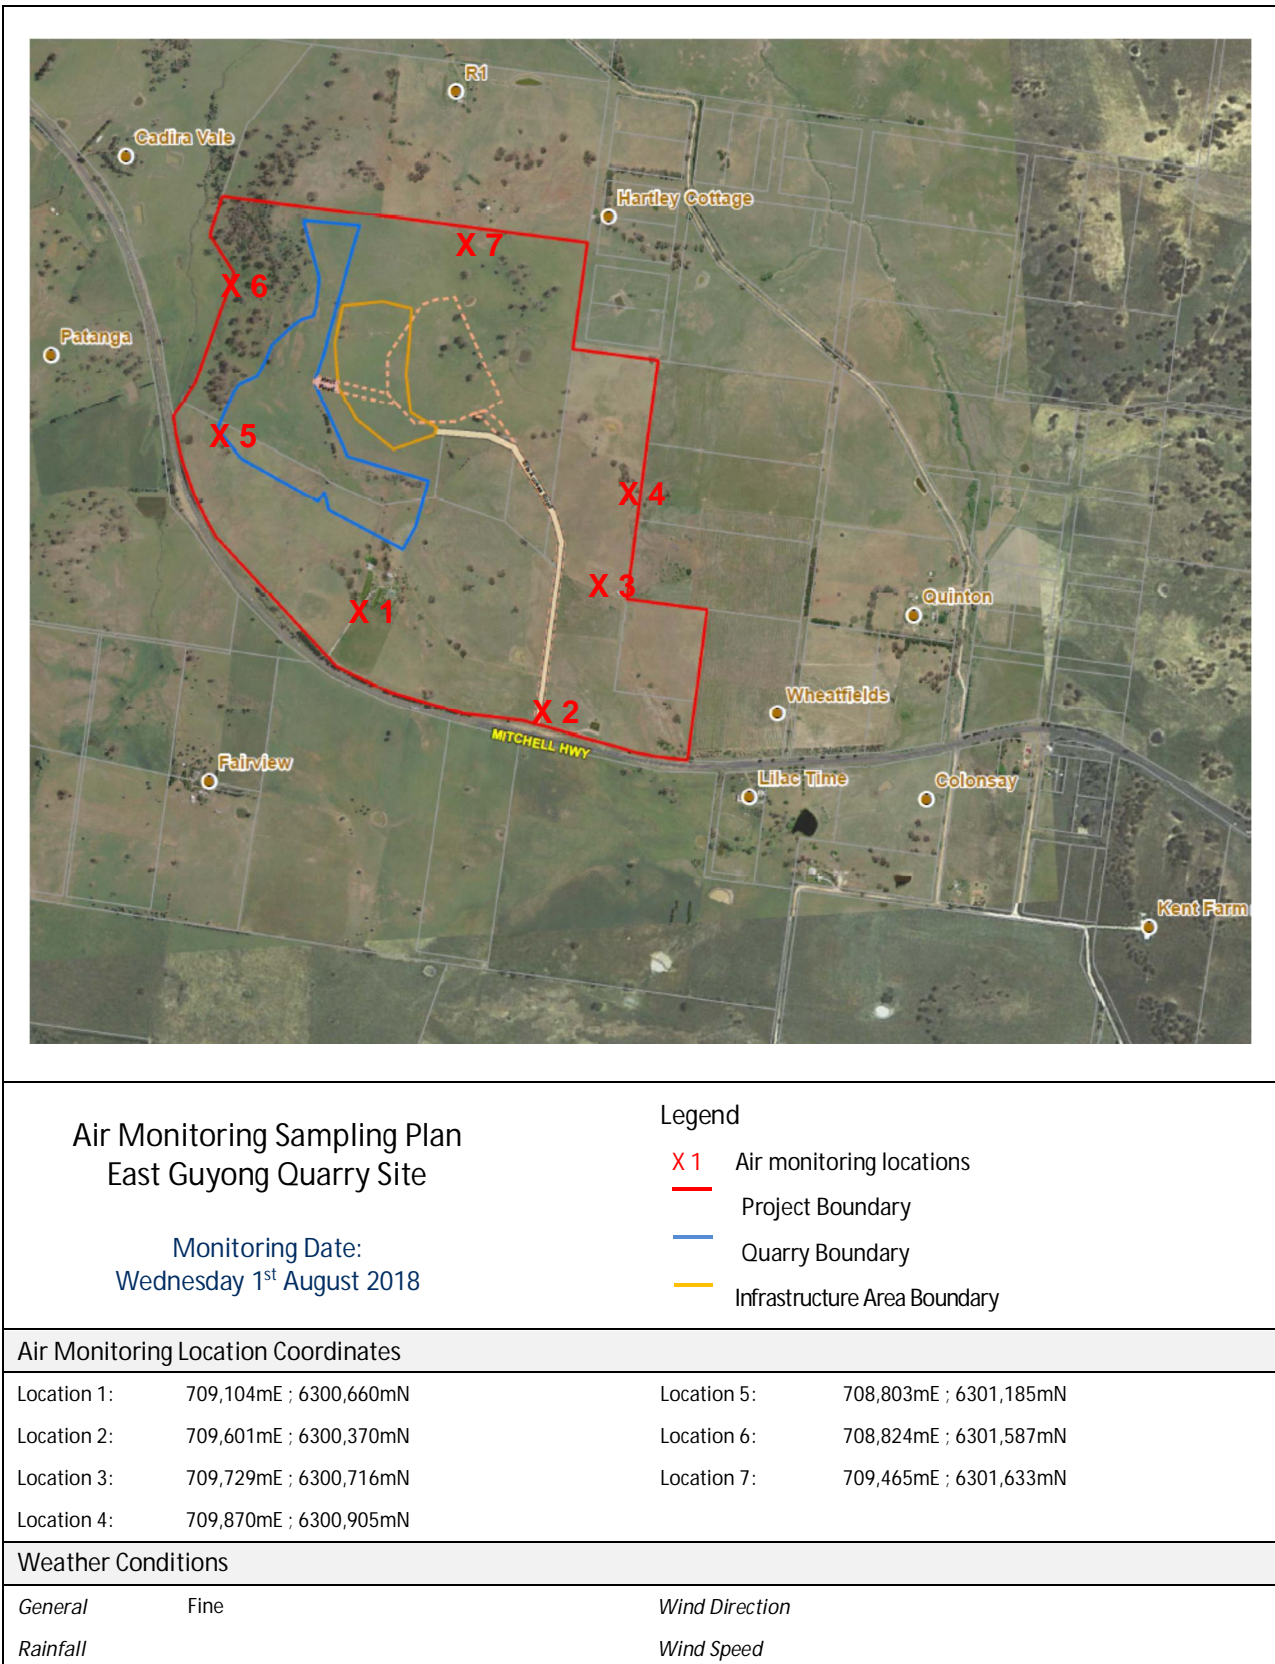 R1
Cadira Vale
Hartley Cottage
X 7
X 6
Patanga
X 5
X 4
X 3
Quinton
X 1
Wheatfields
X 2
MITCHELL HWY
Fairview
Lilac Time
Colonsay
Kent Farm
Air Monitoring Sampling Plan
East Guyong Quarry Site
Monitoring Date:
Wednesday 1st August 2018
Legend
X 1 Air monitoring locations
Project Boundary
Quarry Boundary
Infrastructure Area Boundary
Air Monitoring Location Coordinates
Location 1: 709,104mE ; 6300,660mN Location 5: 708,803mE ; 6301,185mN
Location 2: 709,601mE ; 6300,370mN Location 6: 708,824mE ; 6301,587mN
Location 3: 709,729mE ; 6300,716mN Location 7: 709,465mE ; 6301,633mN
Location 4: 709,870mE ; 6300,905mN
Weather Conditions
General Fine Wind Direction
Rainfall Wind Speed